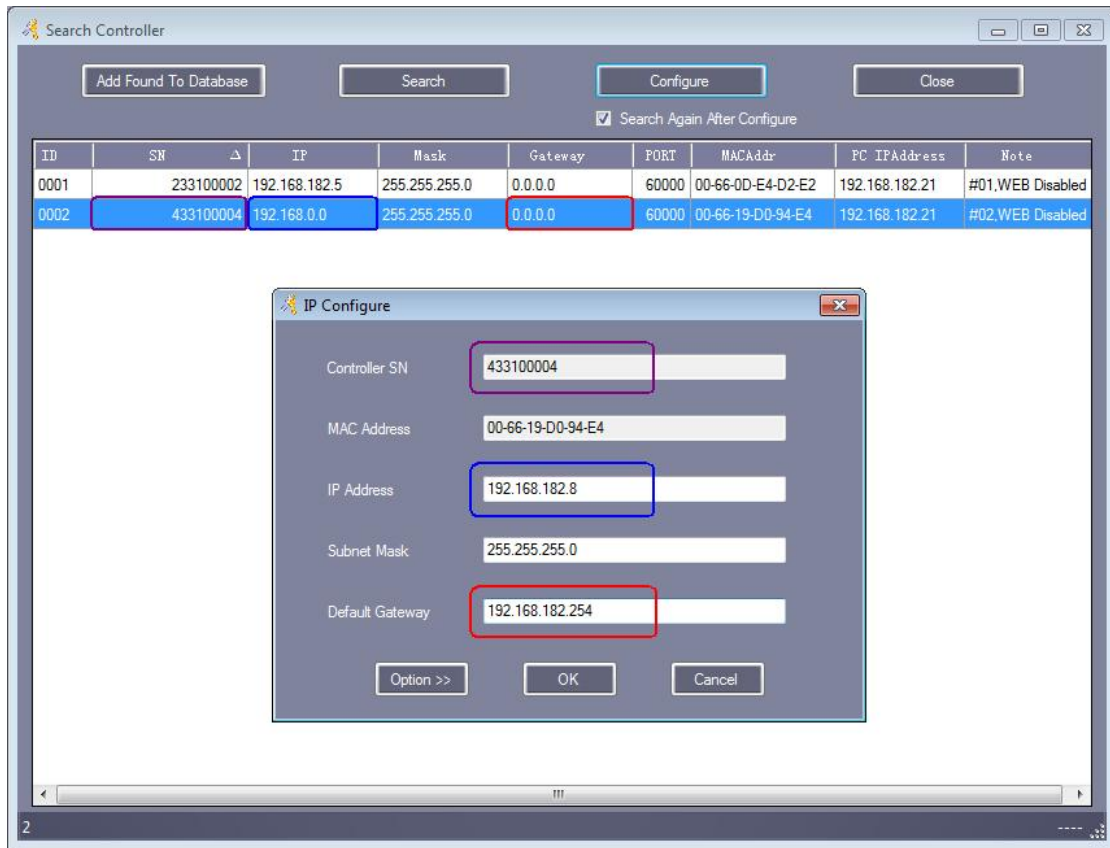 Search Controller
Add Found To Database Search Configure Close
Search Again After Configure
ID SN Δ IP Mask Gateway PORT MACAddr PC IPAddress Note
0001 233100002 192.168.182.5 255.255.255.0 0.0.0.0 60000 00-66-0D-E4-D2-E2 192.168.182.21 #01,WEB Disabled
0002 433100004 192.168.0.0 255.255.255.0 0.0.0.0 60000 00-66-19-D0-94-E4 192.168.182.21 #02,WEB Disabled
IP Configure
Controller SN 433100004
MAC Address 00-66-19-D0-94-E4
IP Address 192.168.182.8
Subnet Mask 255.255.255.0
Default Gateway 192.168.182.254
Option >> OK Cancel
2 ----